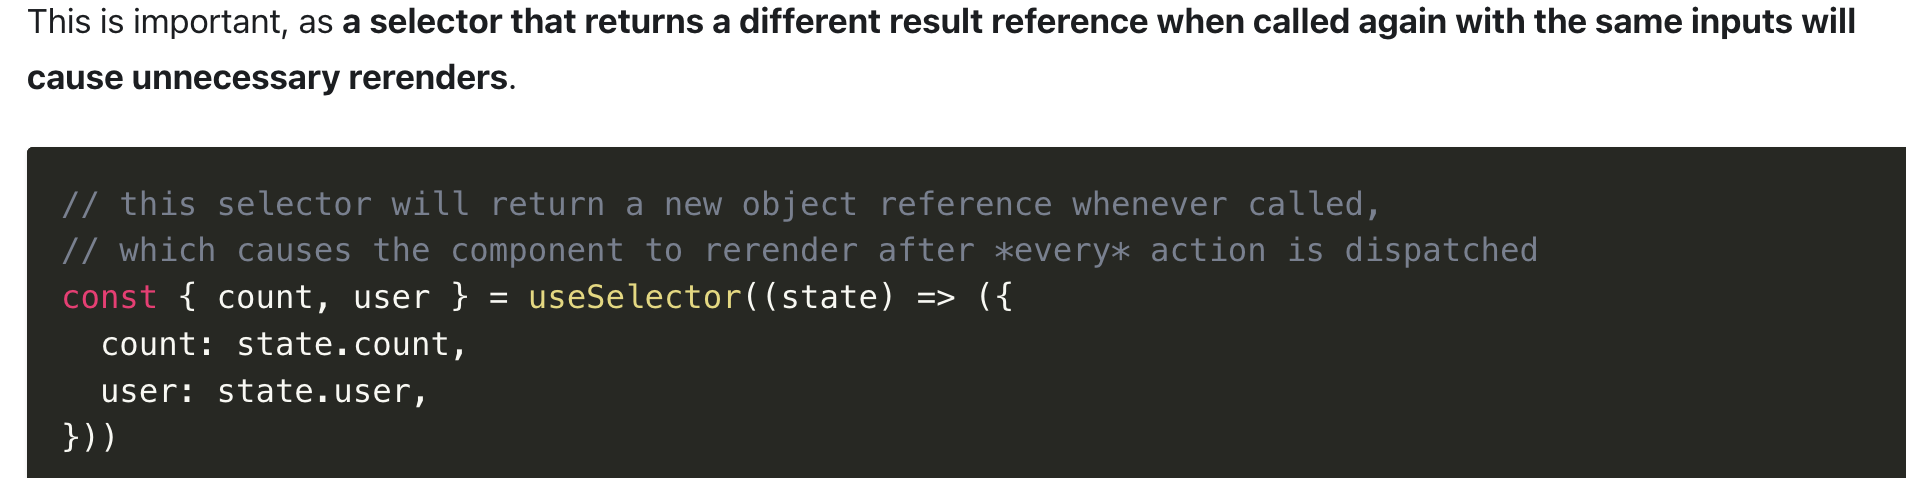 This is important, as a selector that returns a different result reference when called again with the same inputs will
cause unnecessary rerenders.
// this selector will return a new object reference whenever called,
// which causes the component to rerender after *every* action is dispatched
const { count, user } = useSelector((state) => ({
  count: state.count,
  user: state.user,
}))